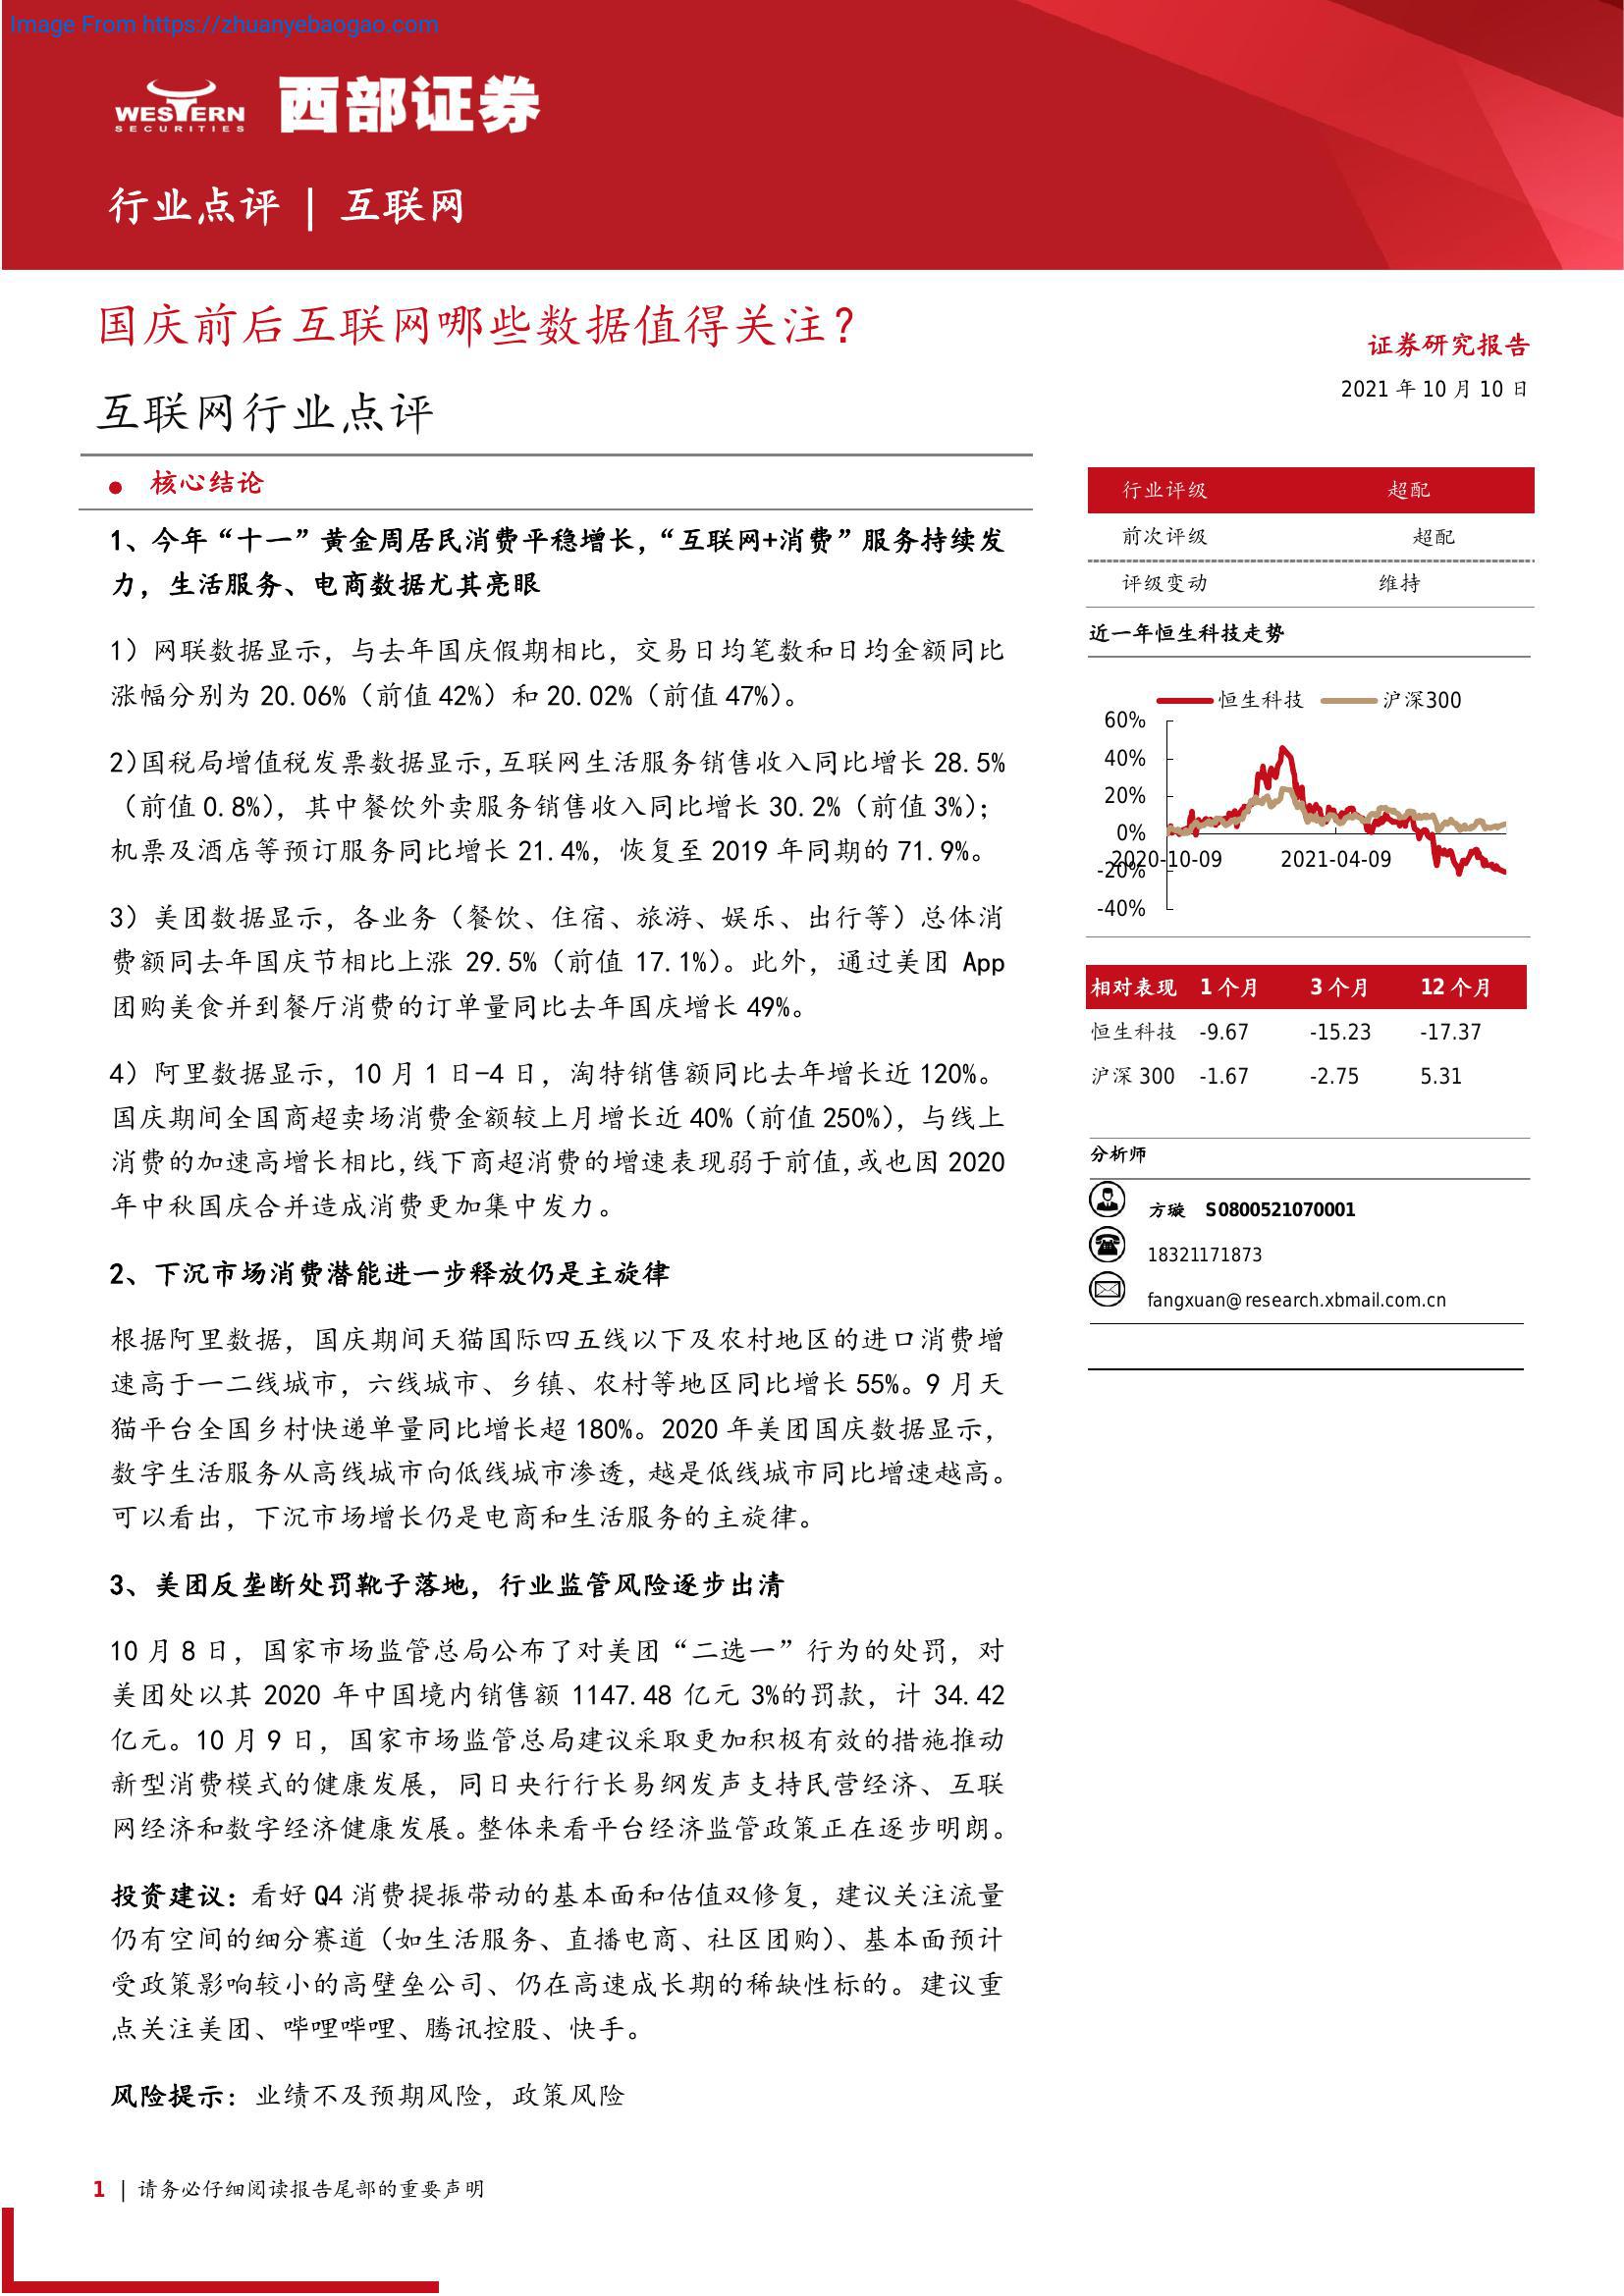 Image From https://zhuanyebaogao.com
WESTERN
SECURITIES
西部证券
行业点评 | 互联网
国庆前后互联网哪些数据值得关注？
互联网行业点评
● 核心结论
1、今年“十一”黄金周居民消费平稳增长，“互联网+消费”服务持续发
力，生活服务、电商数据尤其亮眼
1）网联数据显示，与去年国庆假期相比，交易日均笔数和日均金额同比
涨幅分别为 20.06%（前值 42%）和 20.02%（前值 47%）。
2）国税局增值税发票数据显示，互联网生活服务销售收入同比增长 28.5%
（前值 0.8%），其中餐饮外卖服务销售收入同比增长 30.2%（前值 3%）；
机票及酒店等预订服务同比增长 21.4%，恢复至 2019 年同期的 71.9%。
3）美团数据显示，各业务（餐饮、住宿、旅游、娱乐、出行等）总体消
费额同去年国庆节相比上涨 29.5%（前值 17.1%）。此外，通过美团 App
团购美食并到餐厅消费的订单量同比去年国庆增长 49%。
4）阿里数据显示，10 月 1 日-4 日，淘特销售额同比去年增长近 120%。
国庆期间全国商超卖场消费金额较上月增长近 40%（前值 250%），与线上
消费的加速高增长相比，线下商超消费的增速表现弱于前值，或也因 2020
年中秋国庆合并造成消费更加集中发力。
2、下沉市场消费潜能进一步释放仍是主旋律
根据阿里数据，国庆期间天猫国际四五线以下及农村地区的进口消费增
速高于一二线城市，六线城市、乡镇、农村等地区同比增长 55%。9 月天
猫平台全国乡村快递单量同比增长超 180%。2020 年美团国庆数据显示，
数字生活服务从高线城市向低线城市渗透，越是低线城市同比增速越高。
可以看出，下沉市场增长仍是电商和生活服务的主旋律。
3、美团反垄断处罚靴子落地，行业监管风险逐步出清
10 月 8 日，国家市场监管总局公布了对美团“二选一”行为的处罚，对
美团处以其 2020 年中国境内销售额 1147.48 亿元 3%的罚款，计 34.42
亿元。10 月 9 日，国家市场监管总局建议采取更加积极有效的措施推动
新型消费模式的健康发展，同日央行行长易纲发声支持民营经济、互联
网经济和数字经济健康发展。整体来看平台经济监管政策正在逐步明朗。
投资建议：看好 Q4 消费提振带动的基本面和估值双修复，建议关注流量
仍有空间的细分赛道（如生活服务、直播电商、社区团购）、基本面预计
受政策影响较小的高壁垒公司、仍在高速成长期的稀缺性标的。建议重
点关注美团、哔哩哔哩、腾讯控股、快手。
风险提示：业绩不及预期风险，政策风险
证券研究报告
2021 年 10 月 10 日
行业评级 超配
前次评级 超配
评级变动 维持
近一年恒生科技走势
恒生科技 沪深300
60%
40%
20%
0%
2020-10-09 2021-04-09
-20%
-40%
相对表现 1 个月 3 个月 12 个月
恒生科技 -9.67 -15.23 -17.37
沪深 300 -1.67 -2.75 5.31
分析师
方璇 S0800521070001
18321171873
fangxuan@research.xbmail.com.cn
1 | 请务必仔细阅读报告尾部的重要声明